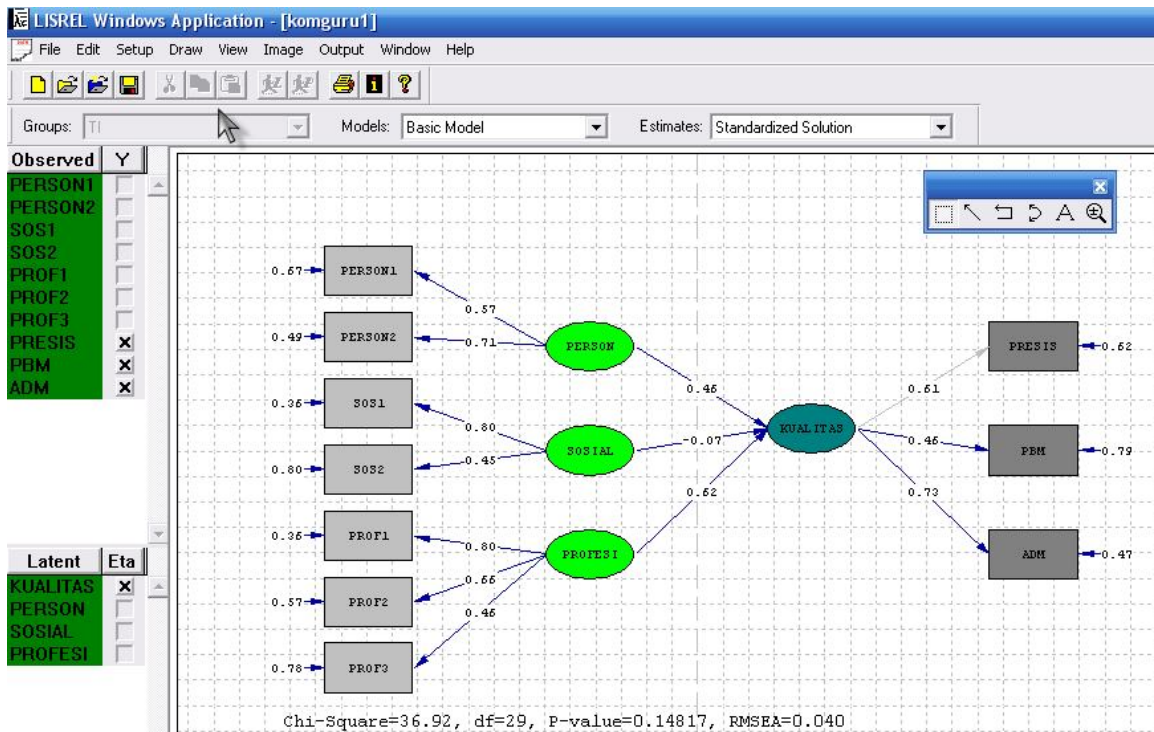 LISREL Windows Application - [komguru1]
File Edit Setup Draw View Image Output Window Help
Groups: TI Models: Basic Model Estimates: Standardized Solution
Observed Y
PERSON1
PERSON2
SOS1
SOS2
PROF1
PROF2
PROF3
PRESIS
PBM
ADM
Latent Eta
KUALITAS
PERSON
SOSIAL
PROFESI
0.67 PERSON1
0.57
0.49 PERSON2
0.71
0.36 SOS1
0.80
0.80 SOS2
0.45
0.36 PROF1
0.80
0.57 PROF2
0.66
0.78 PROF3
0.46
PERSON
0.46
SOSIAL
-0.07
PROFESI
0.62
KUALITAS
0.61
PRESIS 0.62
0.46
PBM 0.79
0.73
ADM 0.47
A
Chi-Square=36.92, df=29, P-value=0.14817, RMSEA=0.040